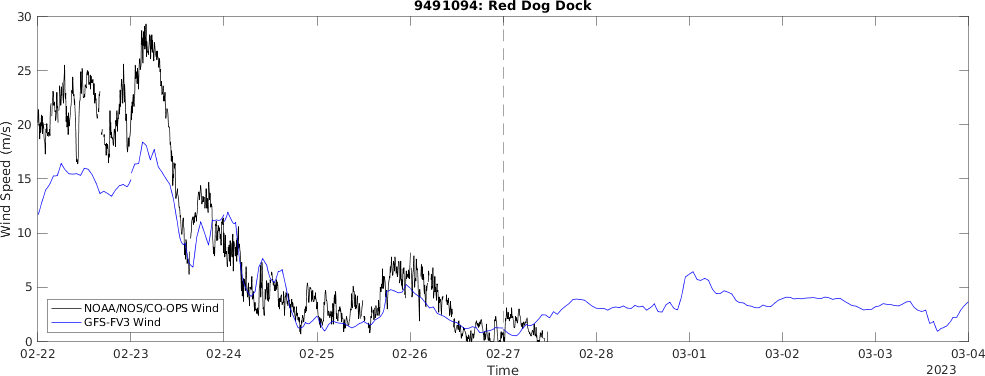 9491094: Red Dog Dock
30
25
20
15
10
5
0
Wind Speed (m/s)
NOAA/NOS/CO-OPS Wind
GFS-FV3 Wind
02-22 02-23 02-24 02-25 02-26 02-27 02-28 03-01 03-02 03-03 03-04
Time
2023